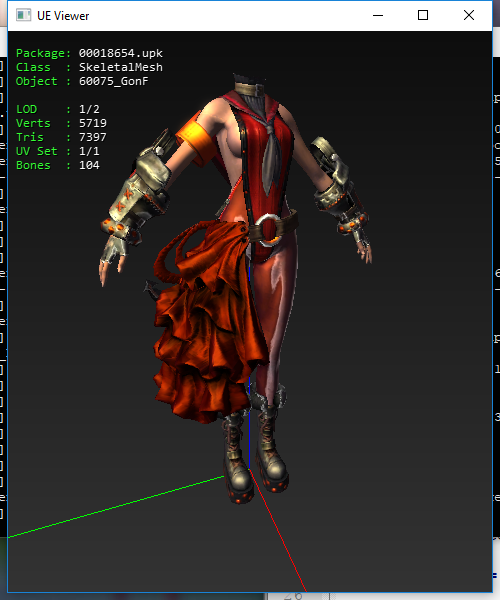 UE Viewer
Package: 00018654.upk
Class : SkeletalMesh
Object : 60075_GonF
LOD : 1/2
Verts : 5719
Tris : 7397
UV Set : 1/1
Bones : 104